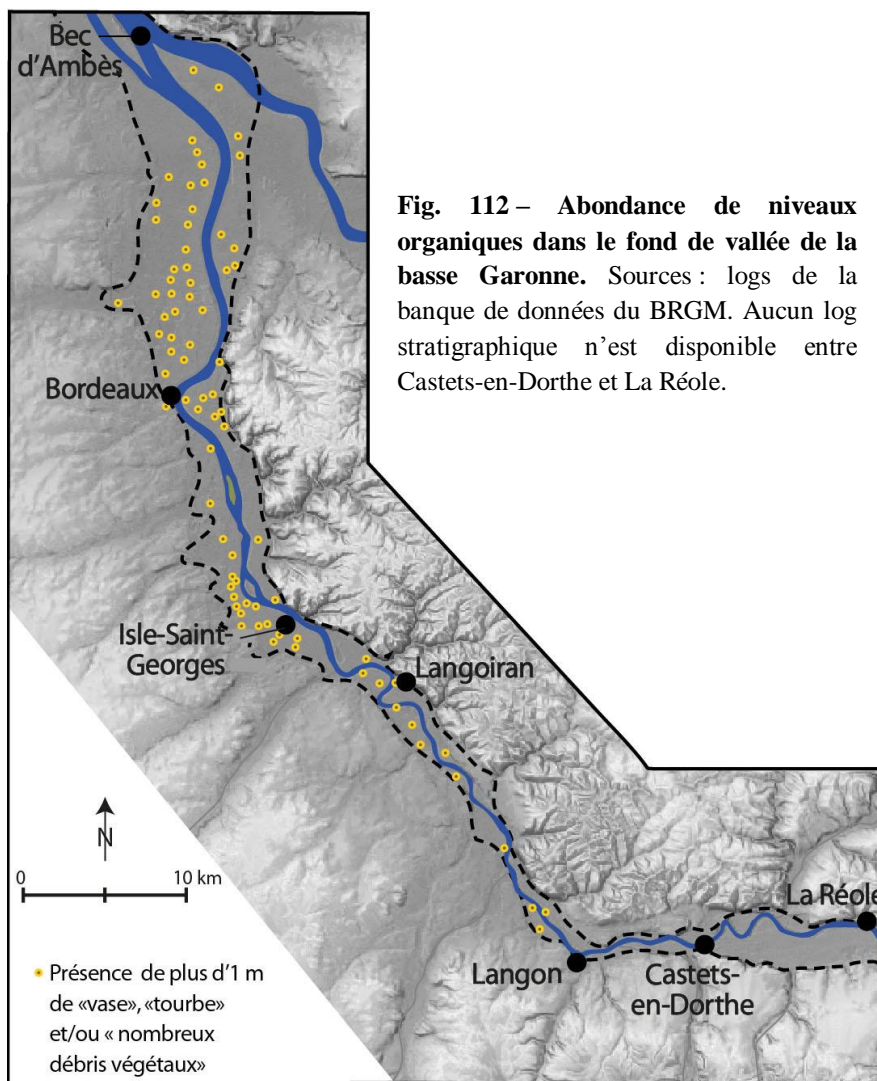 Bec
d'Ambès
Fig. 112 – Abondance de niveaux
organiques dans le fond de vallée de la
basse Garonne. Sources : logs de la
banque de données du BRGM. Aucun log
stratigraphique n'est disponible entre
Castets-en-Dorthe et La Réole.
Bordeaux
Isle-Saint-
Georges
Langoiran
N
0 10 km
La Réole
Langon
Castets-
en-Dorthe
Présence de plus d'1 m
de «vase», «tourbe»
et/ou « nombreux
débris végétaux»